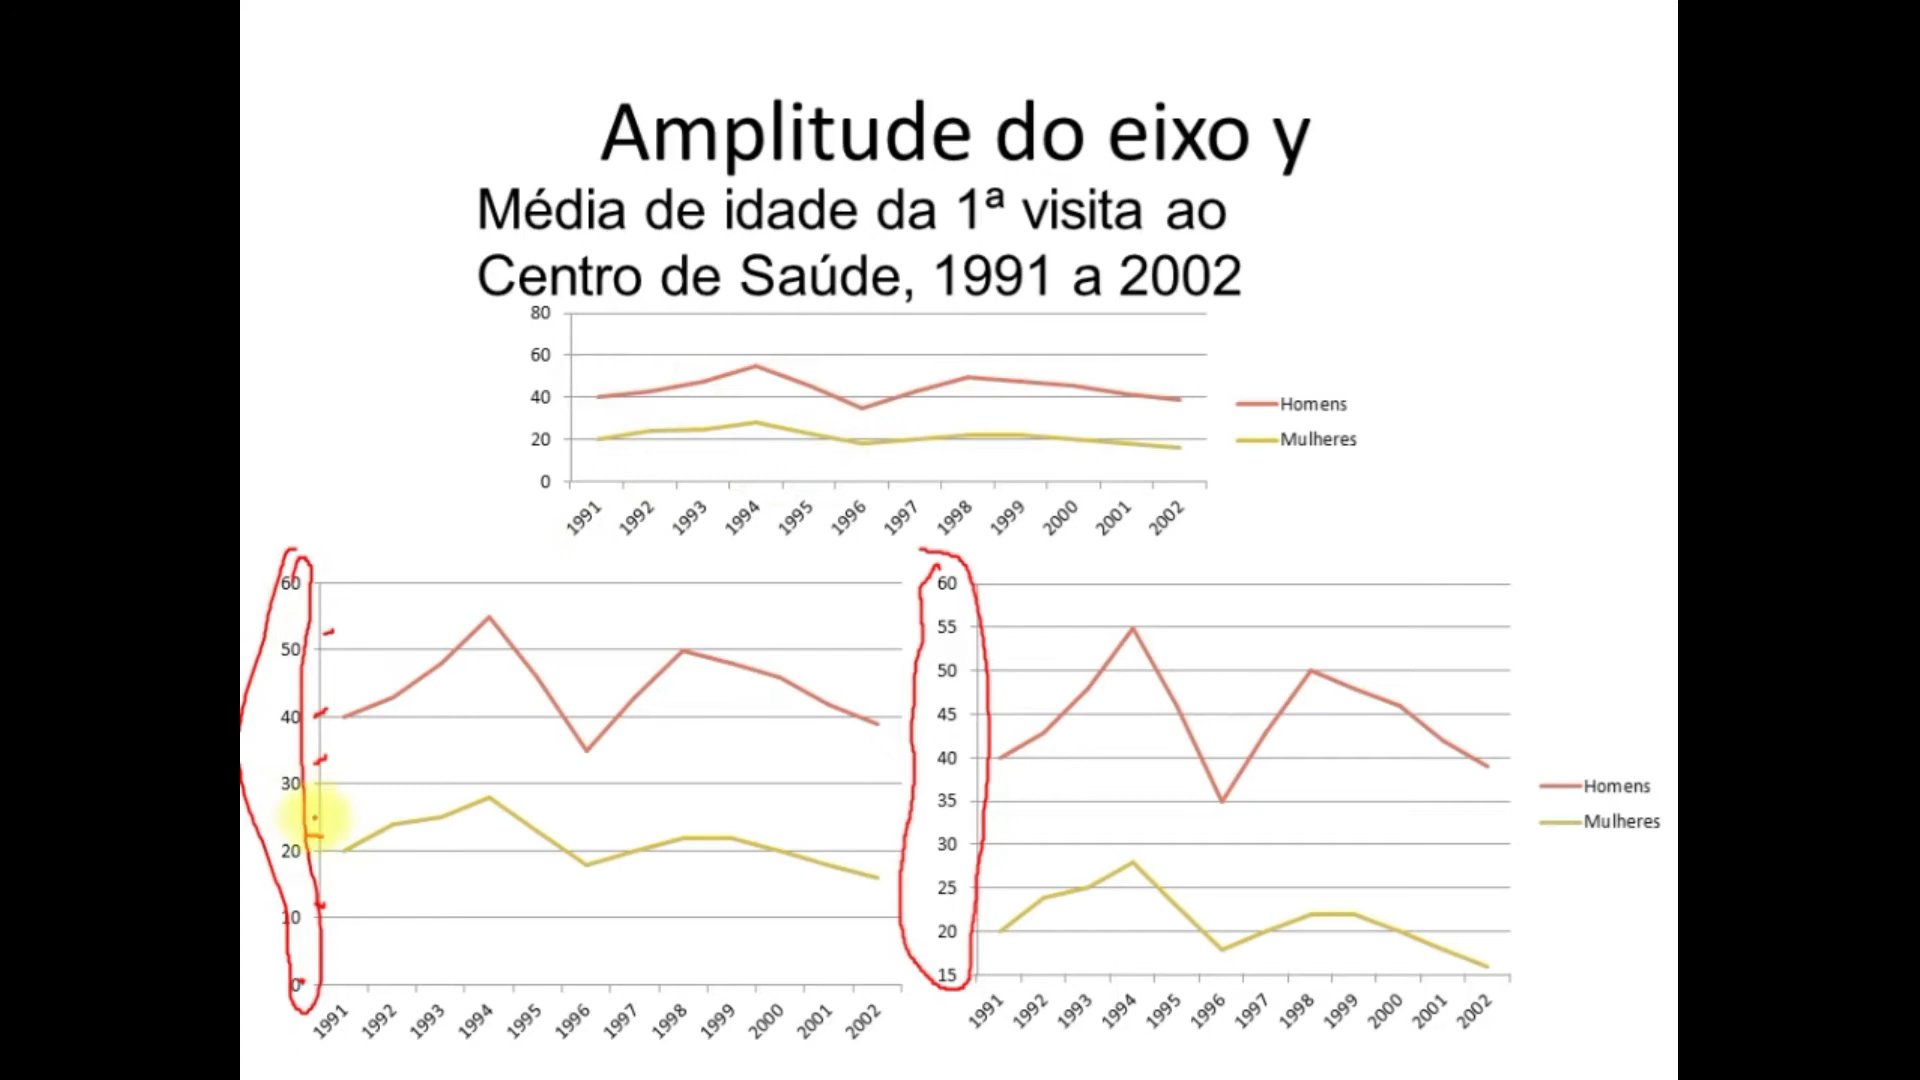 Amplitude do eixo y
Média de idade da 1ª visita ao
Centro de Saúde, 1991 a 2002
80
60
40
20
0
1991 1992 1993 1994 1995 1996 1997 1998 1999 2000 2001 2002
Homens
Mulheres
60
50
40
30
20
10
0
1991 1992 1993 1994 1995 1996 1997 1998 1999 2000 2001 2002
60
55
50
45
40
35
30
25
20
15
1991 1992 1993 1994 1995 1996 1997 1998 1999 2000 2001 2002
Homens
Mulheres